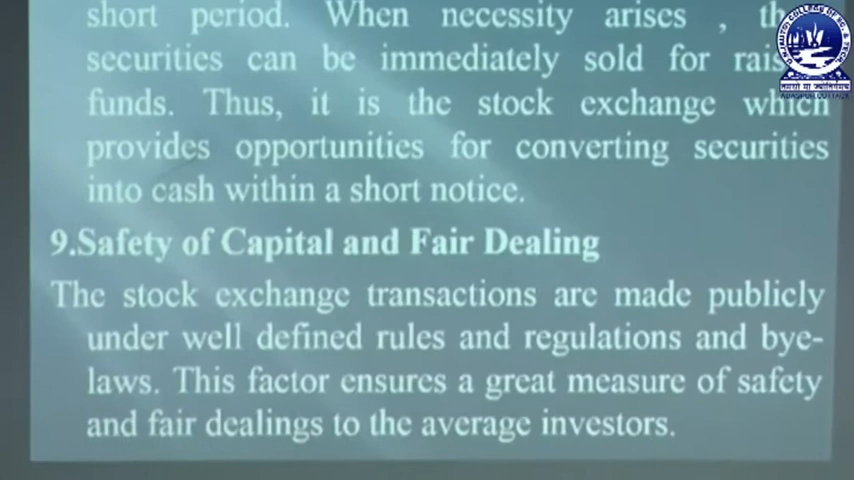 short period. When necessity arises , the
securities can be immediately sold for
funds. Thus, it is the stock exchange which
provides opportunities for converting securities
into cash within a short notice.
9.Safety of Capital and Fair Dealing
The stock exchange transactions are made publicly
under well defined rules and regulations and bye-
laws. This factor ensures a great measure of safety
and fair dealings to the average investors.